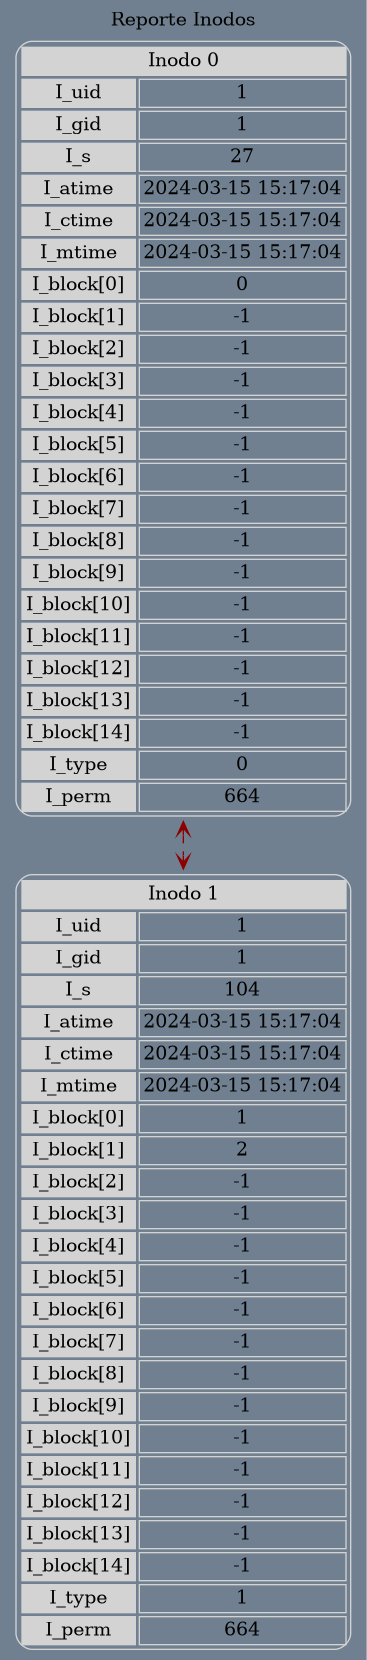 Reporte Inodos
Inodo 0
I_uid 1
I_gid 1
I_s 27
I_atime 2024-03-15 15:17:04
I_ctime 2024-03-15 15:17:04
I_mtime 2024-03-15 15:17:04
I_block[0] 0
I_block[1] -1
I_block[2] -1
I_block[3] -1
I_block[4] -1
I_block[5] -1
I_block[6] -1
I_block[7] -1
I_block[8] -1
I_block[9] -1
I_block[10] -1
I_block[11] -1
I_block[12] -1
I_block[13] -1
I_block[14] -1
I_type 0
I_perm 664
Inodo 1
I_uid 1
I_gid 1
I_s 104
I_atime 2024-03-15 15:17:04
I_ctime 2024-03-15 15:17:04
I_mtime 2024-03-15 15:17:04
I_block[0] 1
I_block[1] 2
I_block[2] -1
I_block[3] -1
I_block[4] -1
I_block[5] -1
I_block[6] -1
I_block[7] -1
I_block[8] -1
I_block[9] -1
I_block[10] -1
I_block[11] -1
I_block[12] -1
I_block[13] -1
I_block[14] -1
I_type 1
I_perm 664